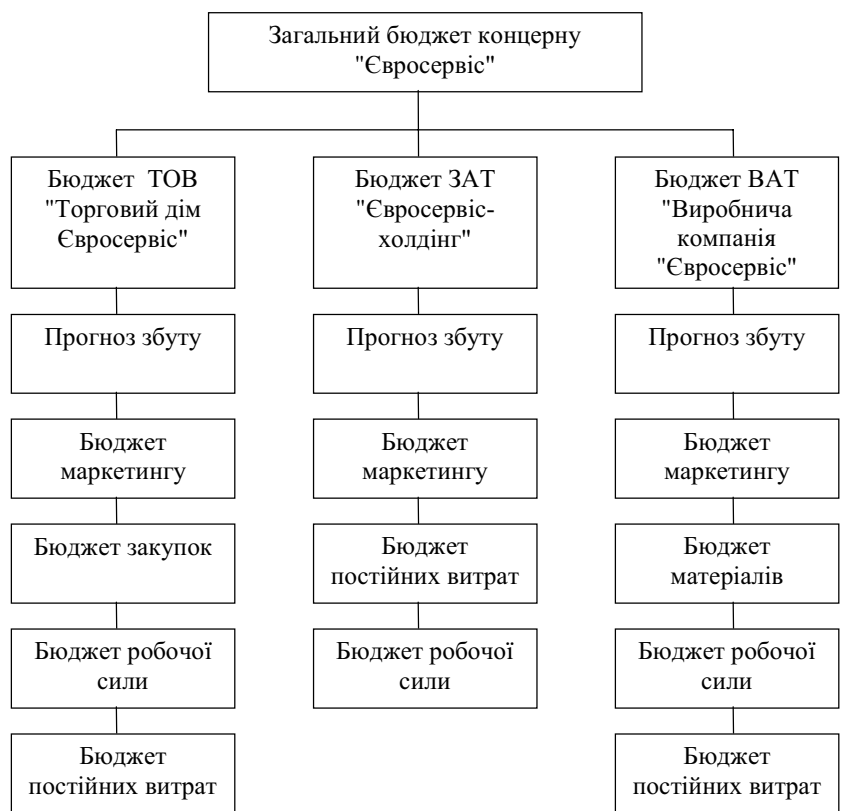 Загальний бюджет концерну
"Євросервіс"
Бюджет ТОВ
"Торговий дім
Євросервіс"
Бюджет ЗАТ
"Євросервіс-
холдінг"
Бюджет ВАТ
"Виробнича
компанія
"Євросервіс"
Прогноз збуту
Прогноз збуту
Прогноз збуту
Бюджет
маркетингу
Бюджет
маркетингу
Бюджет
маркетингу
Бюджет закупок
Бюджет
постійних витрат
Бюджет
матеріалів
Бюджет робочої
сили
Бюджет робочої
сили
Бюджет робочої
сили
Бюджет
постійних витрат
Бюджет
постійних витрат